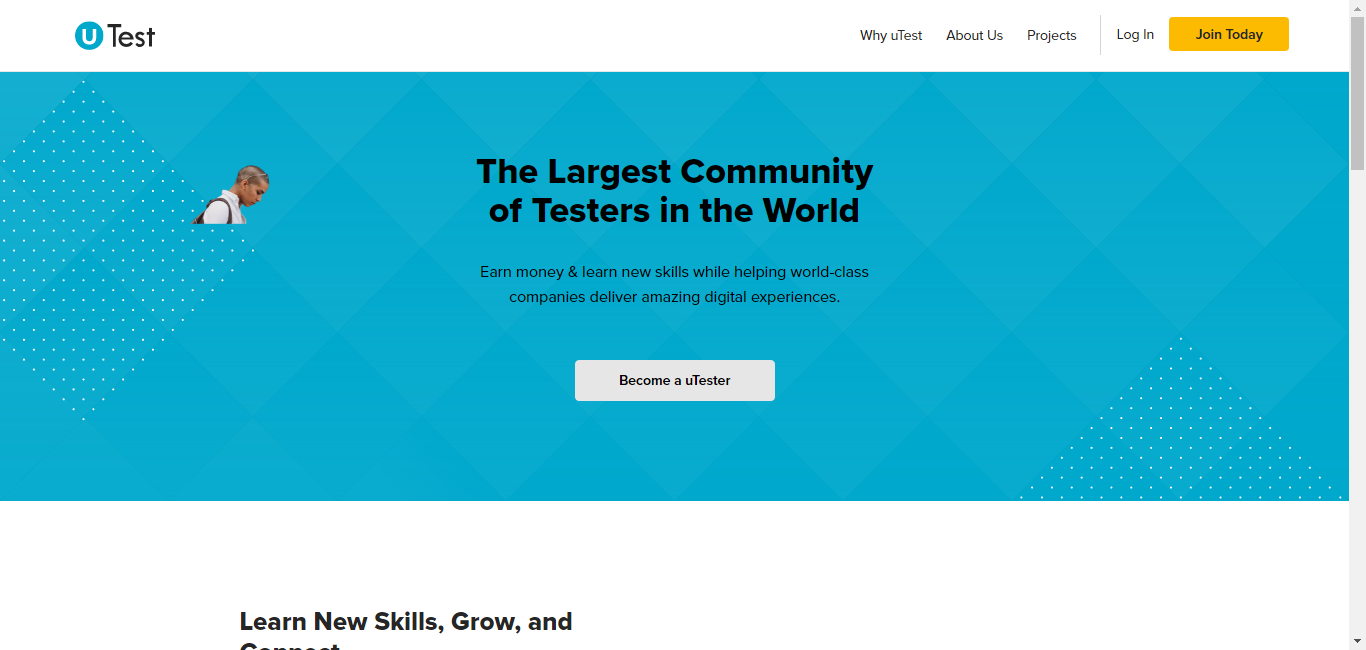 uTest
Why uTest
About Us
Projects
Log In
Join Today
The Largest Community
of Testers in the World
Earn money & learn new skills while helping world-class
companies deliver amazing digital experiences.
Become a uTester
Learn New Skills, Grow, and
Connect